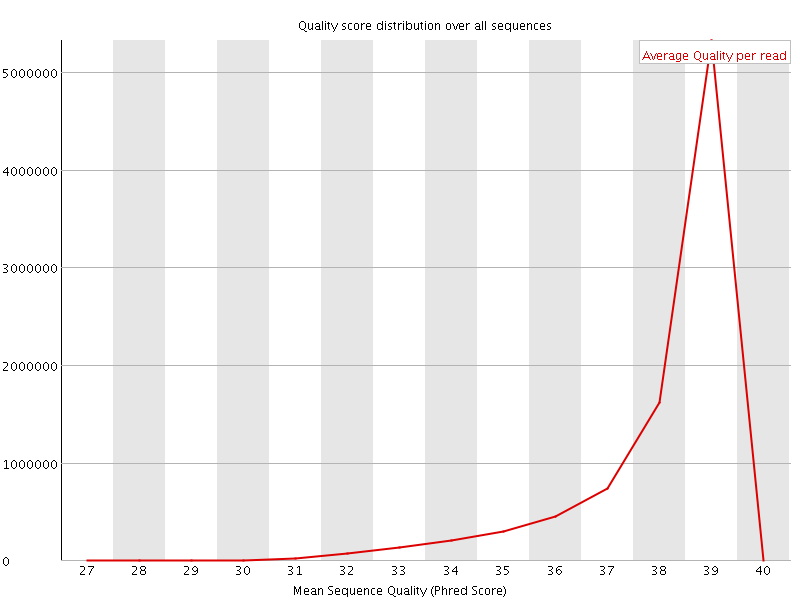 Quality score distribution over all sequences
Average Quality per read
5000000
4000000
3000000
2000000
1000000
0
27 28 29 30 31 32 33 34 35 36 37 38 39 40
Mean Sequence Quality (Phred Score)